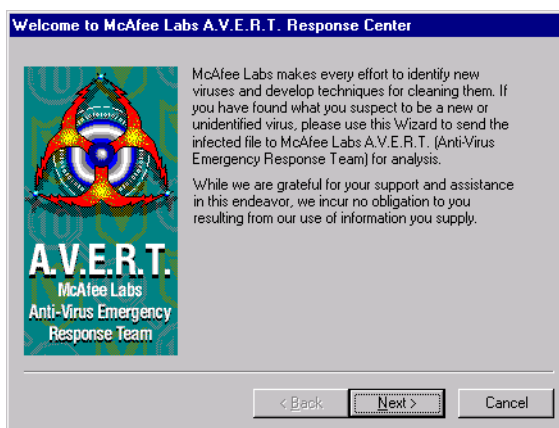 Welcome to McAfee Labs A.V.E.R.T. Response Center
McAfee Labs makes every effort to identify new
viruses and develop techniques for cleaning them. If
you have found what you suspect to be a new or
unidentified virus, please use this Wizard to send the
infected file to McAfee Labs A.V.E.R.T. (Anti-Virus
Emergency Response Team) for analysis.
While we are grateful for your support and assistance
in this endeavor, we incur no obligation to you
resulting from our use of information you supply.
A.V.E.R.T.
McAfee Labs
Anti-Virus Emergency
Response Team
< Back
Next >
Cancel